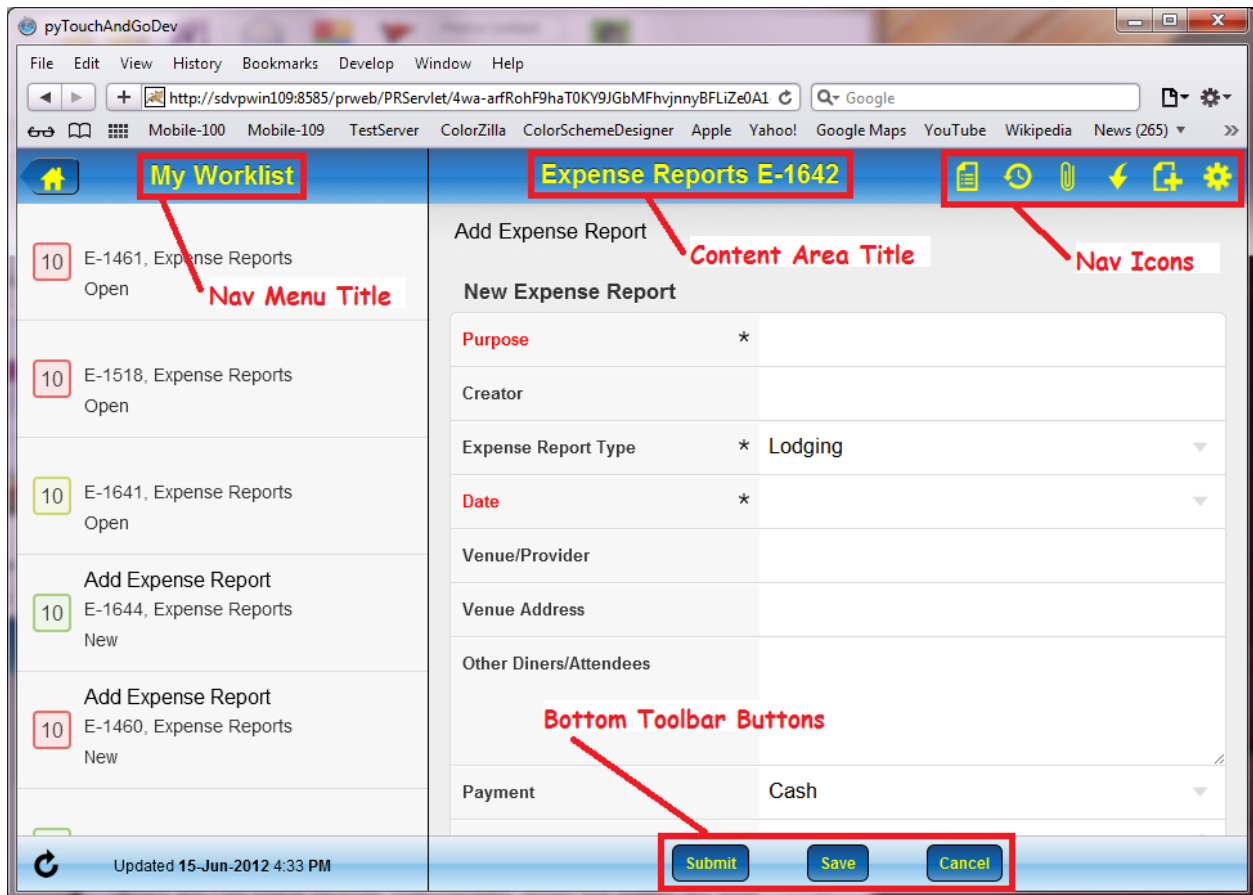 pyTouchAndGoDev
File Edit View History Bookmarks Develop Window Help
http://sdvpwin109:8585/prweb/PRServlet/4wa-arfRohF9haT0KY9JGbMFhvjnnyBFLiZe0A1
Google
Mobile-100 Mobile-109 TestServer ColorZilla ColorSchemeDesigner Apple Yahoo! Google Maps YouTube Wikipedia News (265)
My Worklist
Expense Reports E-1642
10
E-1461, Expense Reports
Open
Nav Menu Title
10
E-1518, Expense Reports
Open
10
E-1641, Expense Reports
Open
Add Expense Report
10
E-1644, Expense Reports
New
Add Expense Report
10
E-1460, Expense Reports
New
Updated 15-Jun-2012 4:33 PM
Add Expense Report
Content Area Title
Nav Icons
New Expense Report
Purpose *
Creator
Expense Report Type * Lodging
Date *
Venue/Provider
Venue Address
Other Diners/Attendees
Bottom Toolbar Buttons
Payment Cash
Submit Save Cancel